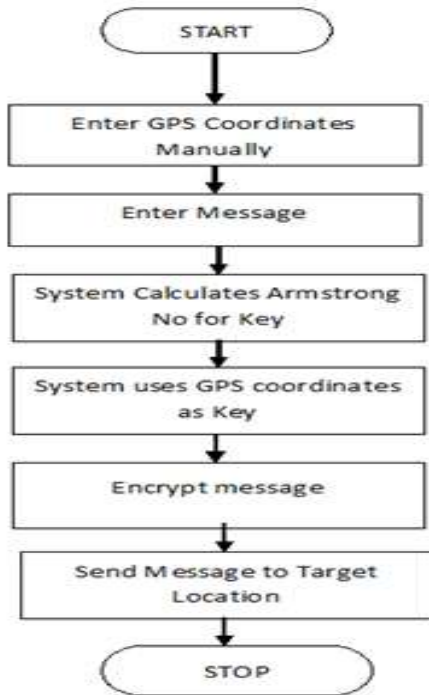 START
Enter GPS Coordinates
Manually
Enter Message
System Calculates Armstrong
No for Key
System uses GPS coordinates
as Key
Encrypt message
Send Message to Target
Location
STOP